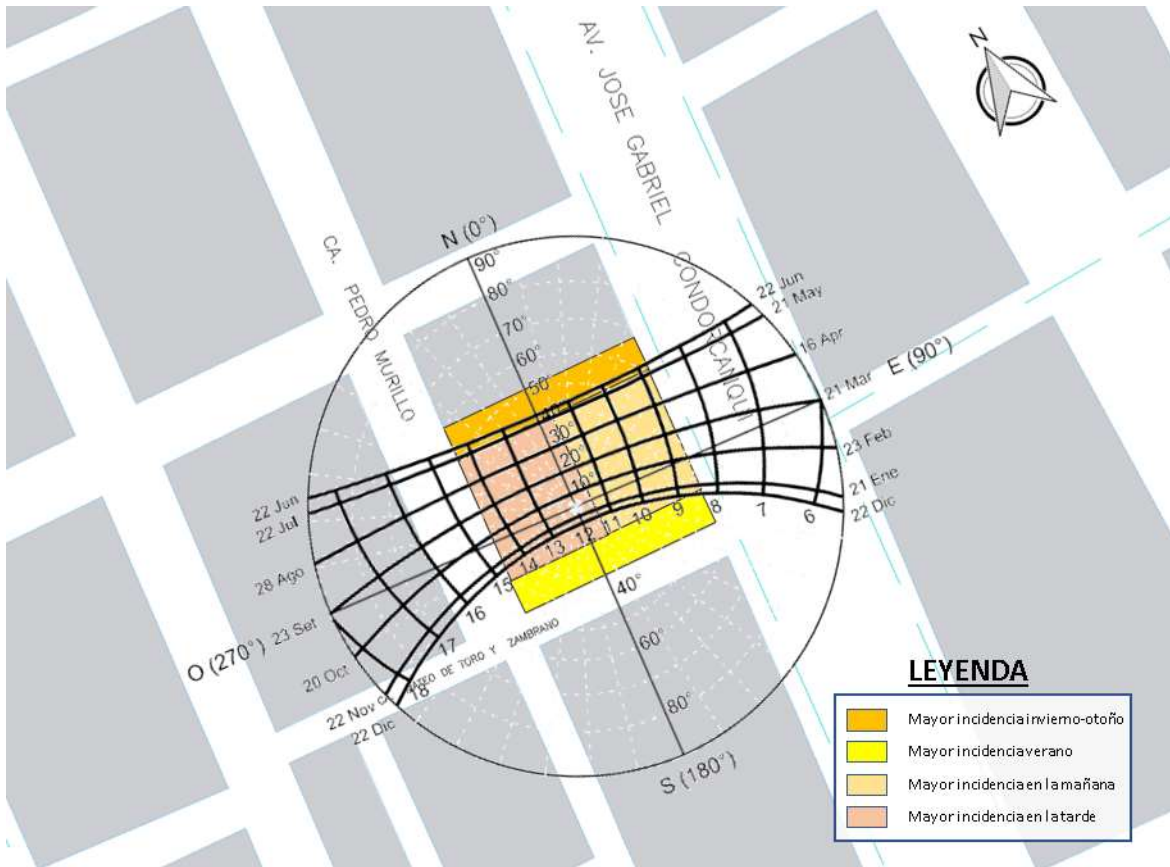 N
AV. JOSE GABRIEL CONDORCANQUI
CA. PEDRO MURILLO
N (0°)
90°
80°
70°
60°
50
40°
30°
20°
10°
22 Jun
21 May
16 Apr
21 Mar
E (90°)
23 Feb
21 Ene
22 Dic
22 Jun
22 Jul
28 Ago
23 Set
O (270°)
20 Oct
22 Nov
22 Dic
18
17
16
15
14
13
12
11
10
9
8
7
6
MATEO DE TORO Y ZAMBRANO
40°
60°
80°
S (180°)
LEYENDA
Mayor incidencia invierno-otoño
Mayor incidencia verano
Mayor incidencia en la mañana
Mayor incidencia en la tarde